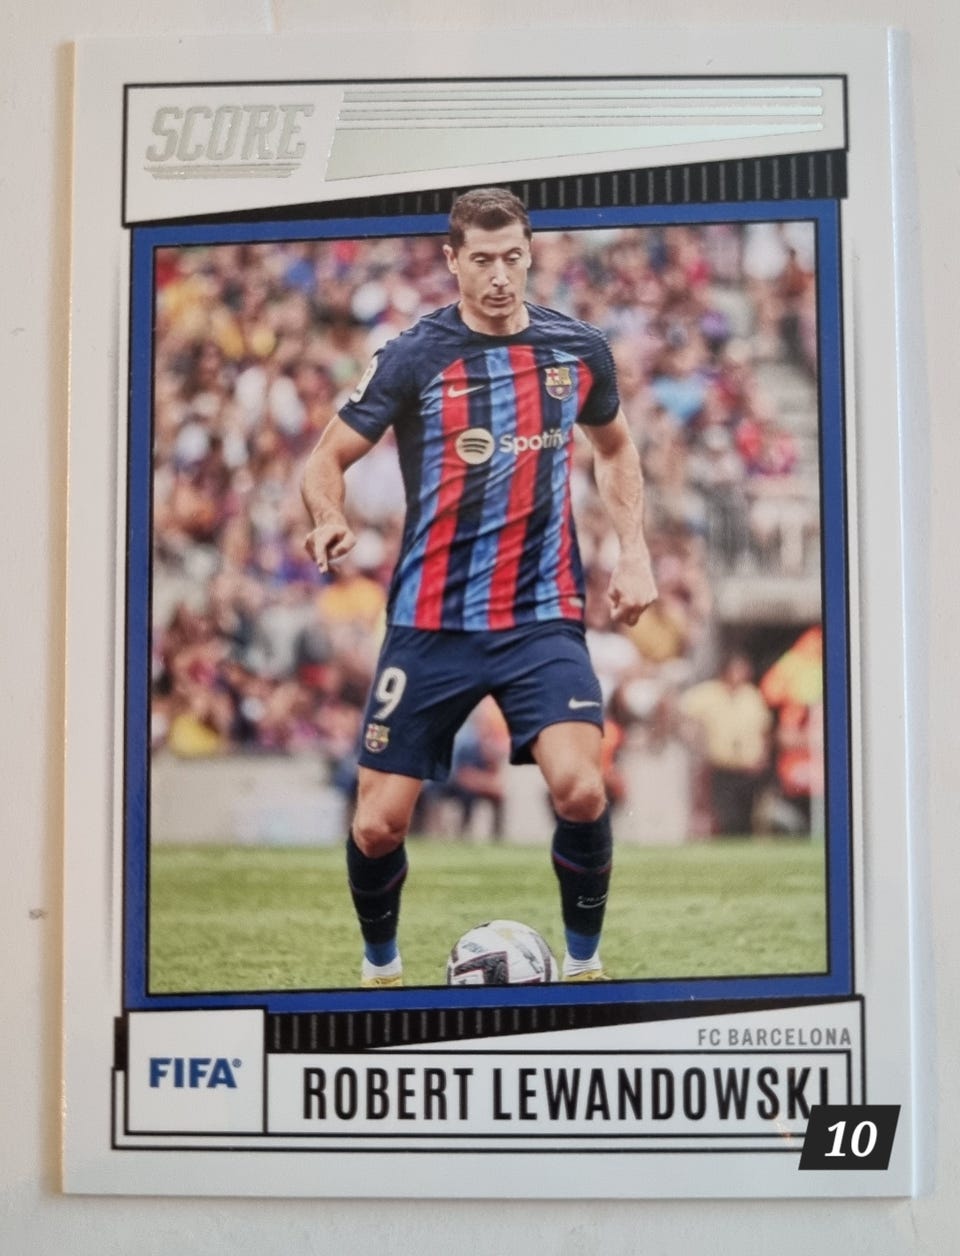 SCORE
Spotify
9
FC BARCELONA
FIFA®
ROBERT LEWANDOWSKI
10